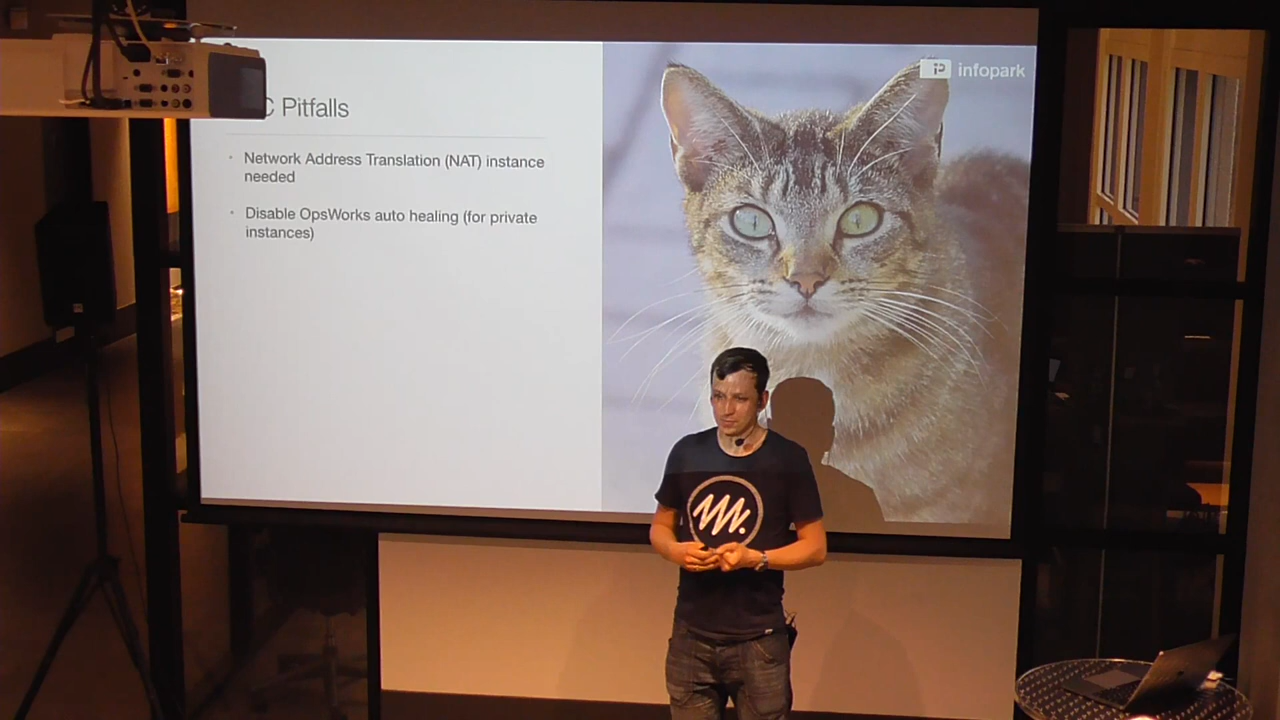 C Pitfalls
infopark
Network Address Translation (NAT) instance
needed
Disable OpsWorks auto healing (for private
instances)